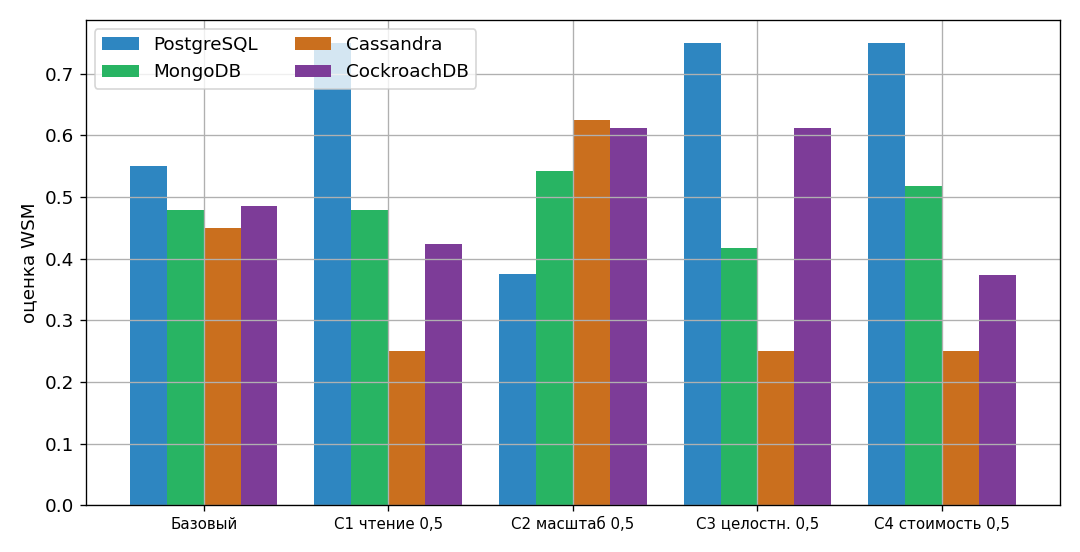 PostgreSQL
MongoDB
Cassandra
CockroachDB
оценка WSM
0.7
0.6
0.5
0.4
0.3
0.2
0.1
0.0
Базовый
C1 чтение 0,5
C2 масштаб 0,5
C3 целостн. 0,5
C4 стоимость 0,5